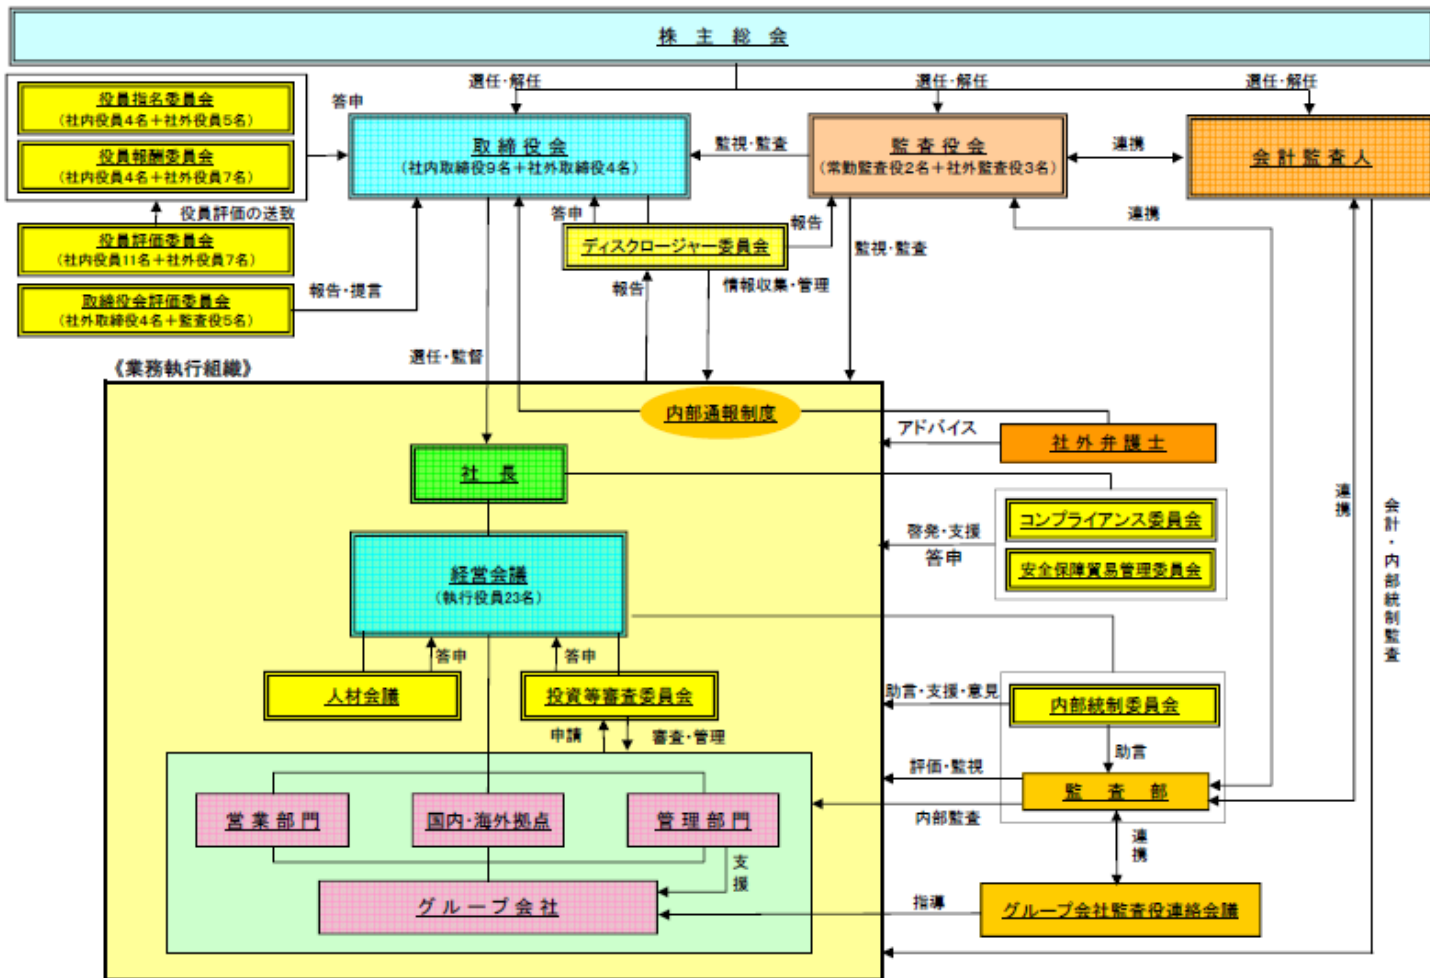 株主総会
選任・解任
選任・解任
選任・解任
役員指名委員会
(社内役員4名+社外役員5名)
役員報酬委員会
(社内役員4名+社外役員7名)
答申
取締役会
(社内取締役9名+社外取締役4名)
監視・監査
監査役会
(常勤監査役2名+社外監査役3名)
連携
会計監査人
役員評価の送致
役員評価委員会
(社内役員11名+社外役員7名)
取締役会評価委員会
(社外取締役4名+監査役5名)
報告・提言
答申
ディスクロージャー委員会
報告
連携
監視・監査
報告
情報収集・管理
選任・監督
《業務執行組織》
内部通報制度
アドバイス
社外弁護士
社長
コンプライアンス委員会
安全保障貿易管理委員会
啓発・支援
答申
連携
会計・内部統制監査
経営会議
(執行役員23名)
答申
答申
人材会議
投資等審査委員会
助言・支援・意見
内部統制委員会
申請
審査・管理
助言
評価・監視
監査部
内部監査
営業部門
国内・海外拠点
管理部門
支援
連携
グループ会社
指導
グループ会社監査役連絡会議